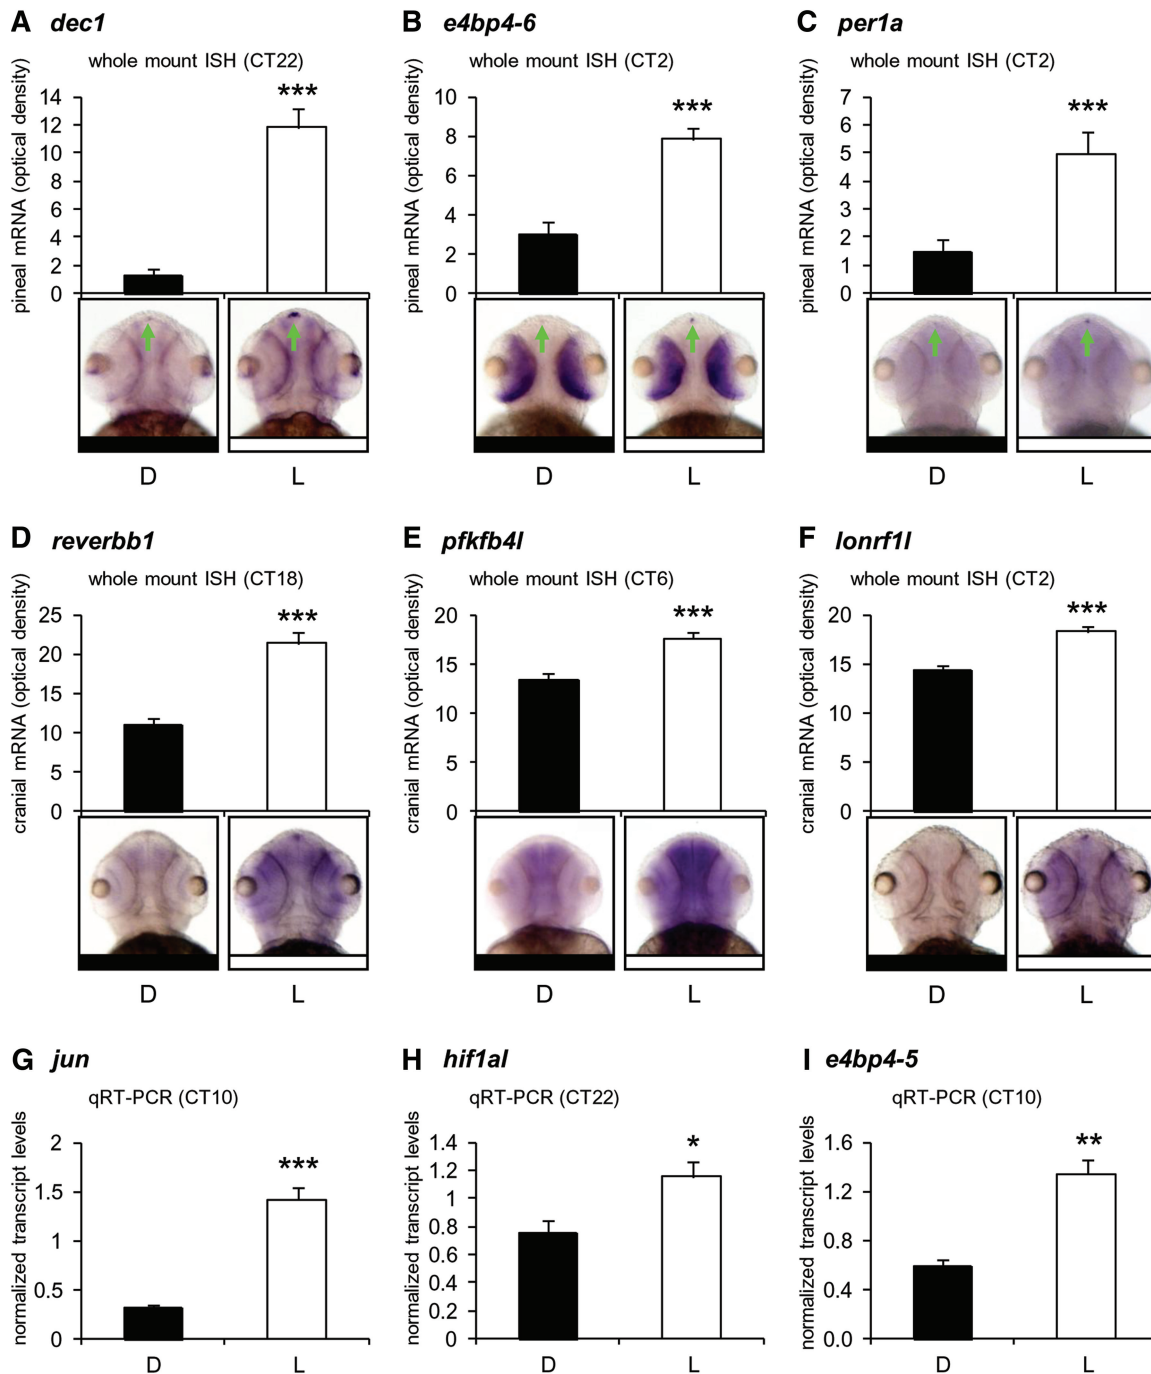 A dec1
whole mount ISH (CT22)
pineal mRNA (optical density)
14
12
10
8
6
4
2
0
***
D
L
B e4bp4-6
whole mount ISH (CT2)
pineal mRNA (optical density)
10
8
6
4
2
0
***
D
L
C per1a
whole mount ISH (CT2)
pineal mRNA (optical density)
7
6
5
4
3
2
1
0
***
D
L
D reverbb1
whole mount ISH (CT18)
cranial mRNA (optical density)
25
20
15
10
5
0
***
D
L
E pfkfb4l
whole mount ISH (CT6)
cranial mRNA (optical density)
20
15
10
5
0
***
D
L
F lonrf1l
whole mount ISH (CT2)
cranial mRNA (optical density)
20
15
10
5
0
***
D
L
G jun
qRT-PCR (CT10)
normalized transcript levels
2
1.5
1
0.5
0
***
D
L
H hif1al
qRT-PCR (CT22)
normalized transcript levels
1.4
1.2
1
0.8
0.6
0.4
0.2
0
*
D
L
I e4bp4-5
qRT-PCR (CT10)
normalized transcript levels
1.6
1.2
0.8
0.4
0.0
**
D
L